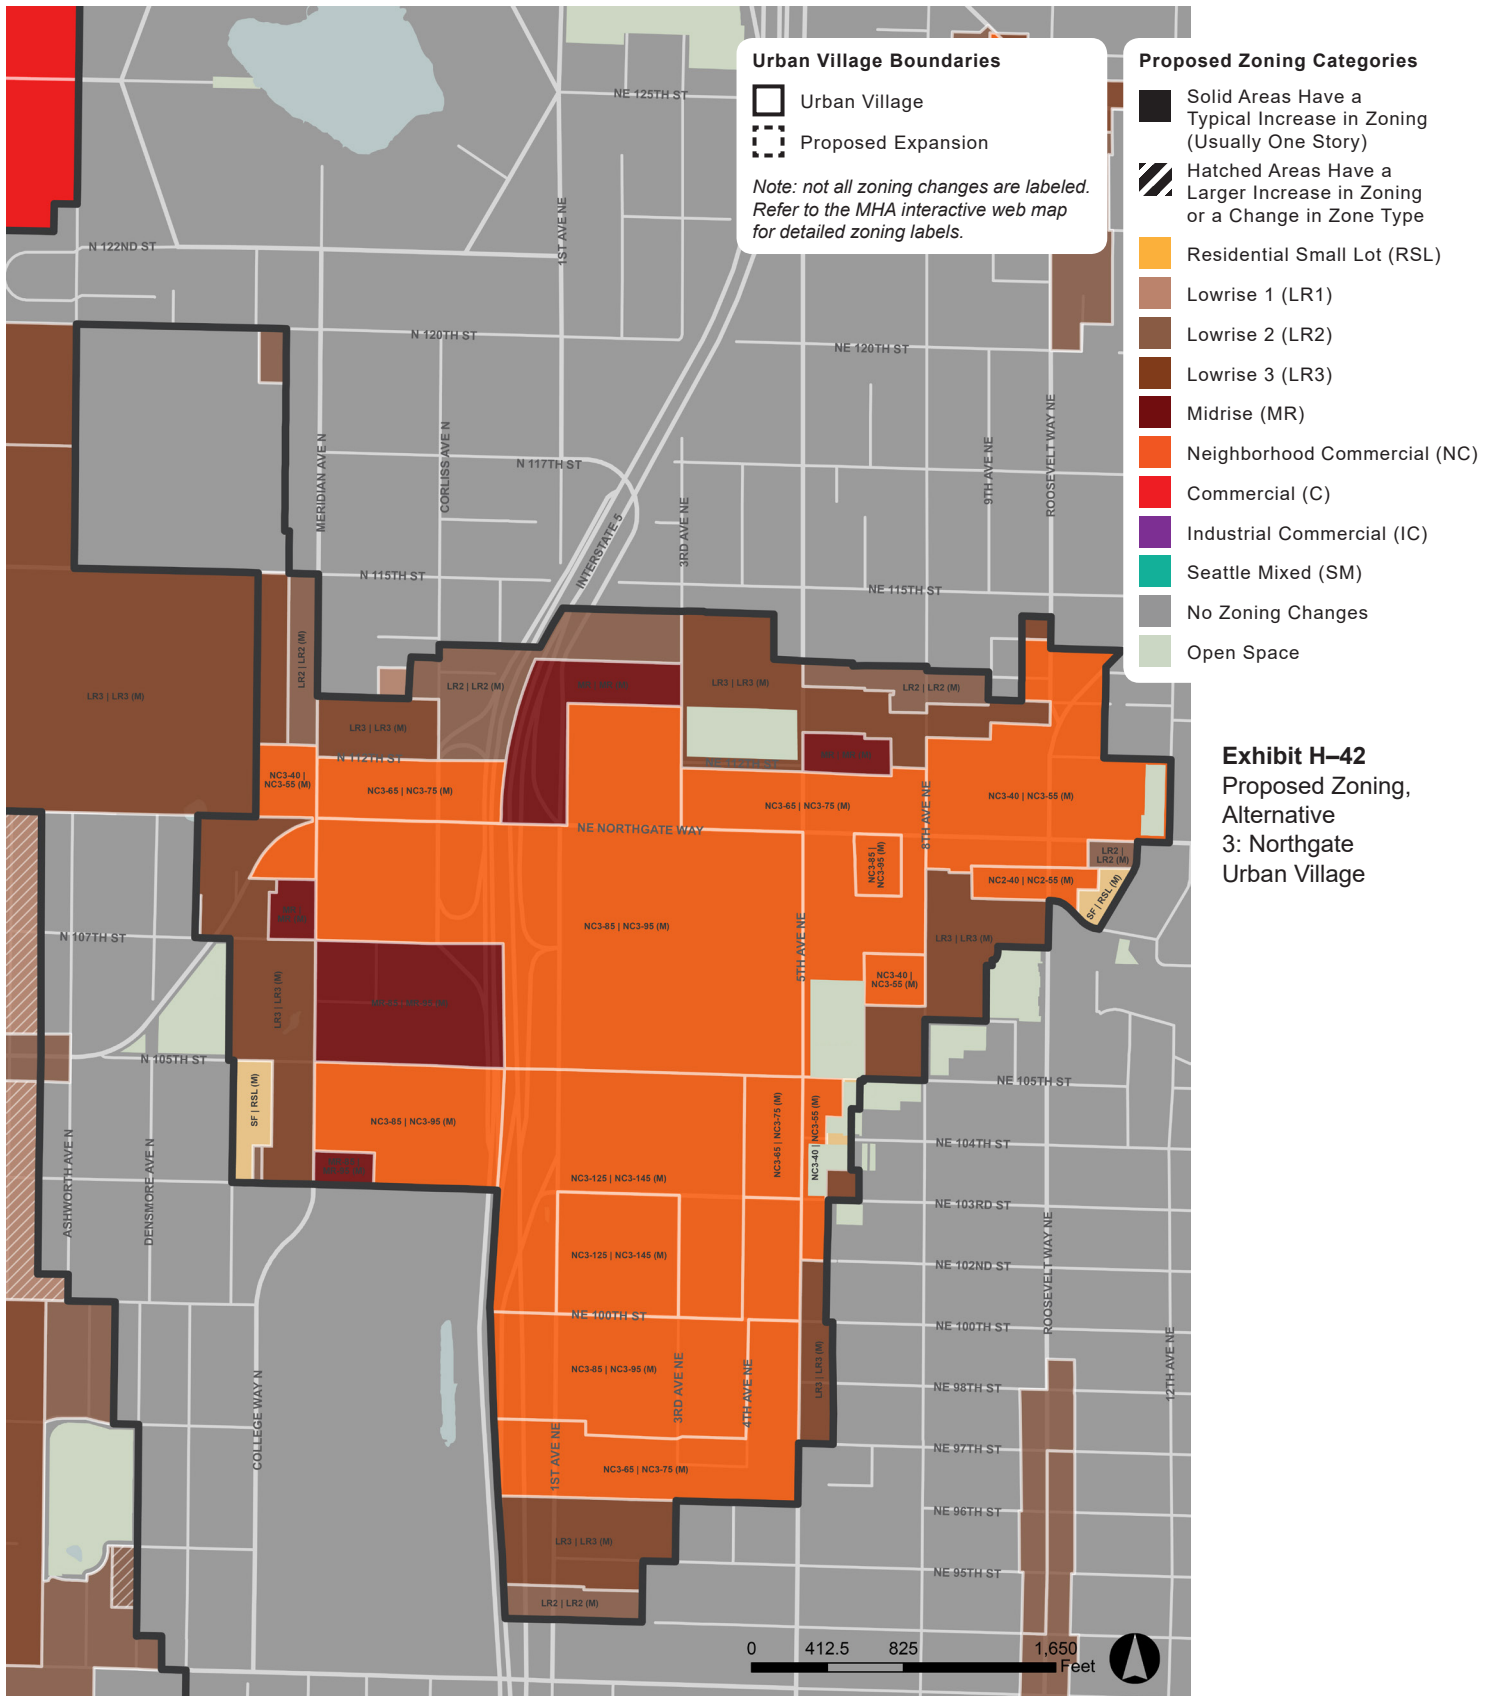 Urban Village Boundaries
Urban Village
Proposed Expansion
Note: not all zoning changes are labeled.
Refer to the MHA interactive web map
for detailed zoning labels.
Proposed Zoning Categories
Solid Areas Have a
Typical Increase in Zoning
(Usually One Story)
Hatched Areas Have a
Larger Increase in Zoning
or a Change in Zone Type
Residential Small Lot (RSL)
Lowrise 1 (LR1)
Lowrise 2 (LR2)
Lowrise 3 (LR3)
Midrise (MR)
Neighborhood Commercial (NC)
Commercial (C)
Industrial Commercial (IC)
Seattle Mixed (SM)
No Zoning Changes
Open Space
Exhibit H–42
Proposed Zoning,
Alternative
3: Northgate
Urban Village
NE 125TH ST
1ST AVE NE
N 122ND ST
N 120TH ST
NE 120TH ST
MERIDIAN AVE N
CORLISS AVE N
N 117TH ST
INTERSTATE 5
3RD AVE NE
9TH AVE NE
ROOSEVELT WAY NE
N 115TH ST
NE 115TH ST
LR3 | LR3 (M)
LR2 | LR2 (M)
LR2 | LR2 (M)
LR3 | LR3 (M)
LR2 | LR2 (M)
LR3 | LR3 (M)
N 112TH ST
NE 112TH ST
NC3-40 |
NC3-55 (M)
NC3-65 | NC3-75 (M)
NC3-65 | NC3-75 (M)
NC3-40 | NC3-55 (M)
8TH AVE NE
NE NORTHGATE WAY
NC3-85 |
NC3-95 (M)
LR2 |
LR2 (M)
NC2-40 | NC2-55 (M)
SF | RSL (M)
NC3-85 | NC3-95 (M)
N 107TH ST
5TH AVE NE
LR3 | LR3 (M)
NC3-40 |
NC3-55 (M)
LR3 | LR3 (M)
N 105TH ST
NE 105TH ST
SF | RSL (M)
NC3-85 | NC3-95 (M)
NC3-65 | NC3-75 (M)
NC3-40 | NC3-55 (M)
NE 104TH ST
ASHWORTH AVE N
DENSMORE AVE N
NC3-125 | NC3-145 (M)
NE 103RD ST
NC3-125 | NC3-145 (M)
NE 102ND ST
ROOSEVELT WAY NE
NE 100TH ST
NE 100TH ST
NC3-85 | NC3-95 (M)
3RD AVE NE
4TH AVE NE
LR3 | LR3 (M)
12TH AVE NE
NE 98TH ST
COLLEGE WAY N
1ST AVE NE
NE 97TH ST
NC3-65 | NC3-75 (M)
NE 96TH ST
LR3 | LR3 (M)
NE 95TH ST
LR2 | LR2 (M)
0 412.5 825 1,650
Feet